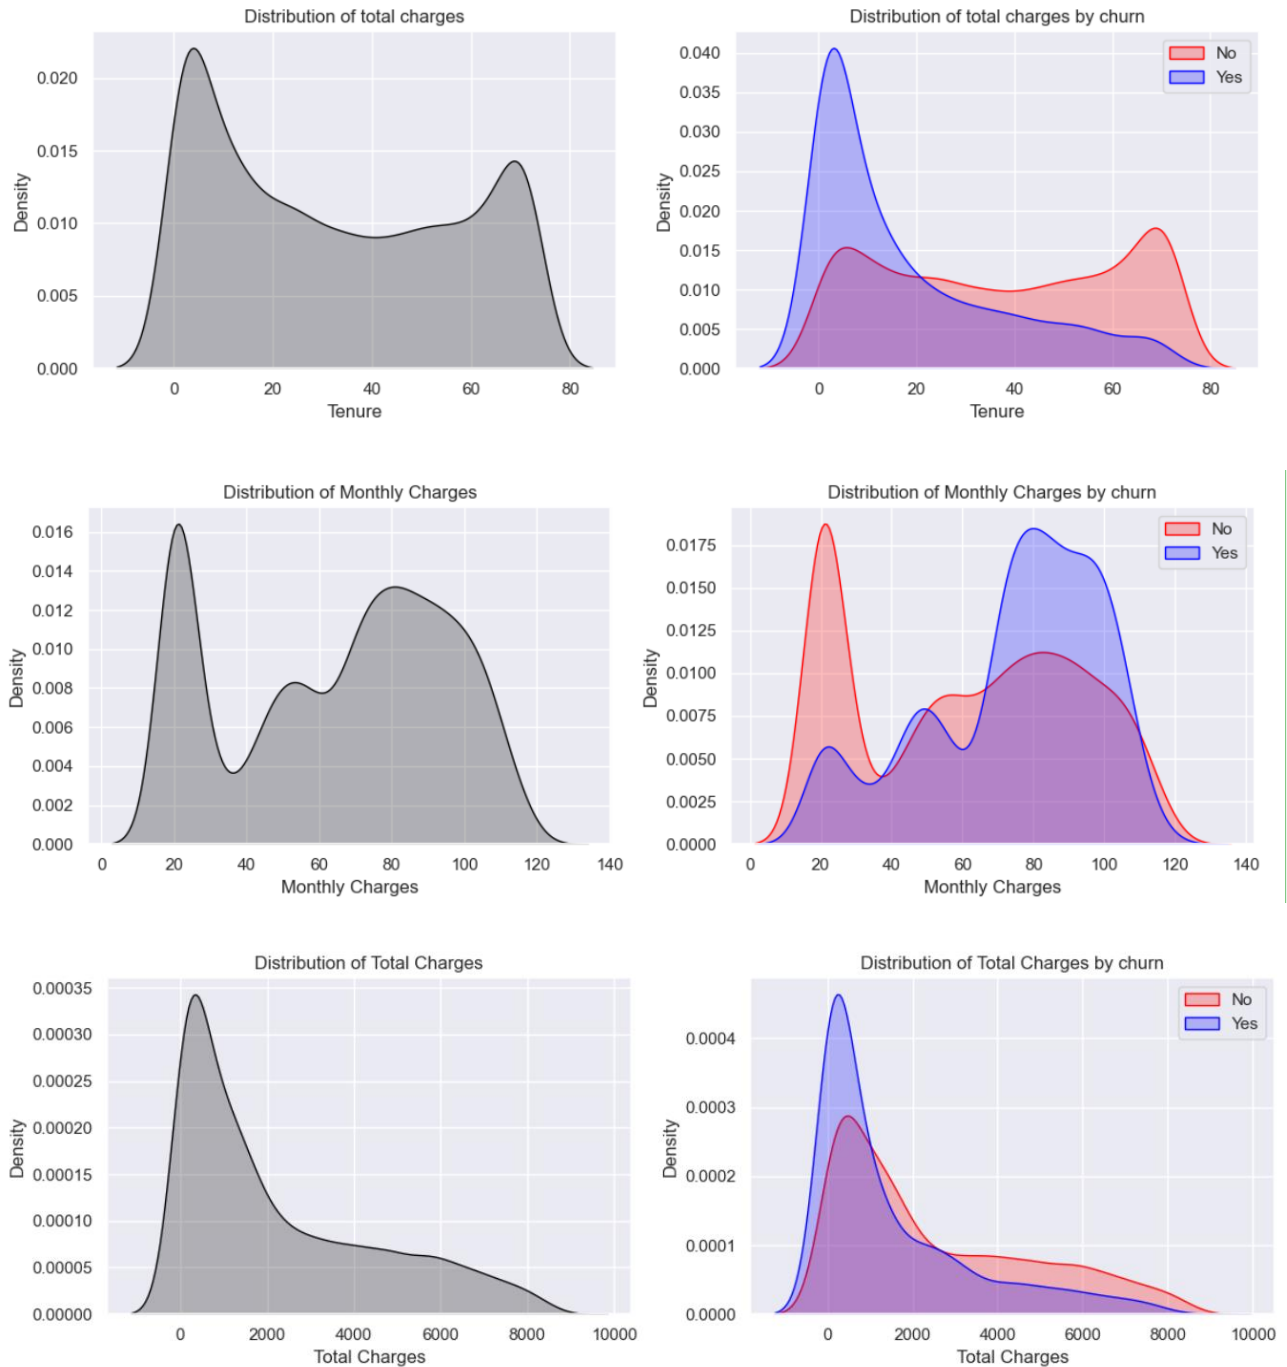 Distribution of total charges
0.020
0.015
0.010
0.005
0.000
Density
0 20 40 60 80
Tenure
Distribution of total charges by churn
No
Yes
0.040
0.035
0.030
0.025
0.020
0.015
0.010
0.005
0.000
Density
0 20 40 60 80
Tenure
Distribution of Monthly Charges
0.016
0.014
0.012
0.010
0.008
0.006
0.004
0.002
0.000
Density
0 20 40 60 80 100 120 140
Monthly Charges
Distribution of Monthly Charges by churn
No
Yes
0.0175
0.0150
0.0125
0.0100
0.0075
0.0050
0.0025
0.0000
Density
0 20 40 60 80 100 120 140
Monthly Charges
Distribution of Total Charges
0.00035
0.00030
0.00025
0.00020
0.00015
0.00010
0.00005
0.00000
Density
0 2000 4000 6000 8000 10000
Total Charges
Distribution of Total Charges by churn
No
Yes
0.0004
0.0003
0.0002
0.0001
0.0000
Density
0 2000 4000 6000 8000 10000
Total Charges